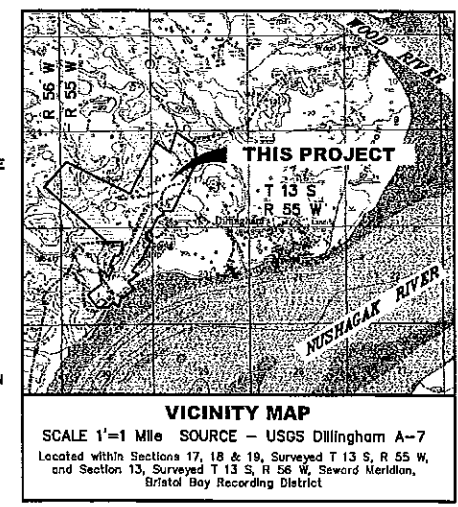 WOOD RIVER
R 56 W
R 55 W
THIS PROJECT
T 13 S
R 55 W
Dillingham
NUSHAGAK RIVER
VICINITY MAP
SCALE 1'=1 Mile SOURCE – USGS Dillingham A-7
Located within Sections 17, 18 & 19, Surveyed T 13 S, R 55 W,
and Section 13, Surveyed T 13 S, R 56 W, Seward Meridian,
Bristol Bay Recording District